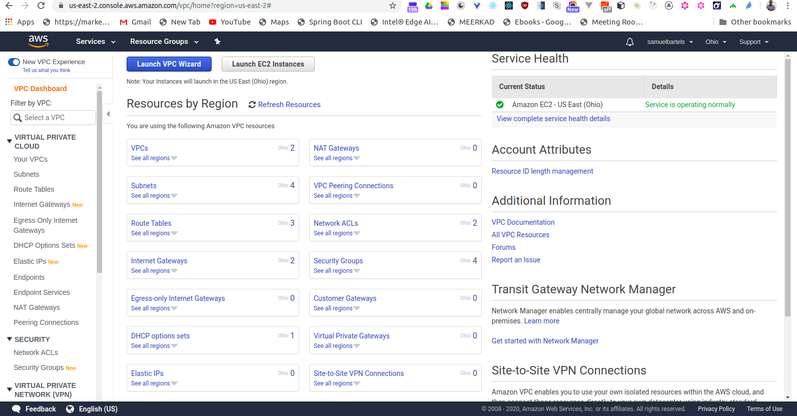 us-east-2.console.aws.amazon.com/vpc/home?region=us-east-2#
Apps
https://marke...
Gmail
New Tab
YouTube
Maps
Spring Boot CLI
Intel® Edge AI...
MEERKAD
Ebooks - Goog...
Meeting Roo...
Other bookmarks
aws
Services
Resource Groups
samuelbartels
Ohio
Support
New VPC Experience
Tell us what you think
VPC Dashboard
Filter by VPC:
Select a VPC
VIRTUAL PRIVATE
CLOUD
Your VPCs
Subnets
Route Tables
Internet Gateways New
Egress Only Internet
Gateways
DHCP Options Sets New
Elastic IPs New
Endpoints
Endpoint Services
NAT Gateways
Peering Connections
SECURITY
Network ACLs
Security Groups New
VIRTUAL PRIVATE
NETWORK (VPN)
Launch VPC Wizard
Launch EC2 Instances
Note: Your Instances will launch in the US East (Ohio) region.
Resources by Region
Refresh Resources
You are using the following Amazon VPC resources
VPCs Ohio 2
See all regions
NAT Gateways Ohio 0
See all regions
Subnets Ohio 4
See all regions
VPC Peering Connections Ohio 0
See all regions
Route Tables Ohio 3
See all regions
Network ACLs Ohio 2
See all regions
Internet Gateways Ohio 2
See all regions
Security Groups Ohio 4
See all regions
Egress-only Internet Gateways Ohio 0
See all regions
Customer Gateways Ohio 0
See all regions
DHCP options sets Ohio 1
See all regions
Virtual Private Gateways Ohio 0
See all regions
Elastic IPs Ohio 0
See all regions
Site-to-Site VPN Connections Ohio 0
See all regions
Service Health
Current Status Details
Amazon EC2 - US East (Ohio) Service is operating normally
View complete service health details
Account Attributes
Resource ID length management
Additional Information
VPC Documentation
All VPC Resources
Forums
Report an Issue
Transit Gateway Network Manager
Network Manager enables centrally manage your global network across AWS and on-
premises. Learn more
Get started with Network Manager
Site-to-Site VPN Connections
Amazon VPC enables you to use your own isolated resources within the AWS cloud, and
Feedback
English (US)
© 2008 - 2020, Amazon Web Services, Inc. or its affiliates. All rights reserved.
Privacy Policy
Terms of Use